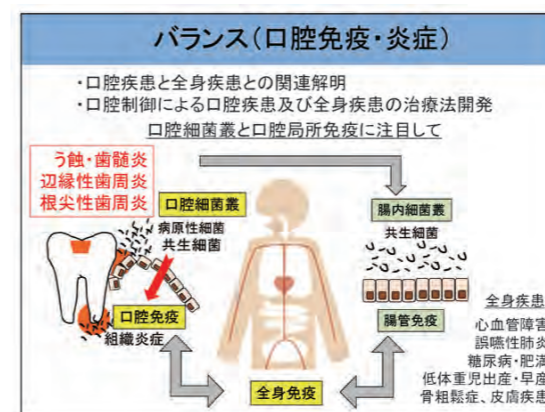 バランス(口腔免疫・炎症)
・口腔疾患と全身疾患との関連解明
・口腔制御による口腔疾患及び全身疾患の治療法開発
口腔細菌叢と口腔局所免疫に注目して
う蝕・歯髄炎
辺縁性歯周炎
根尖性歯周炎
口腔細菌叢
病原性細菌
共生細菌
口腔免疫
組織炎症
腸内細菌叢
共生細菌
腸管免疫
全身免疫
全身疾患
心血管障害
誤嚥性肺炎
糖尿病・肥満
低体重児出産・早産
骨粗鬆症、皮膚疾患